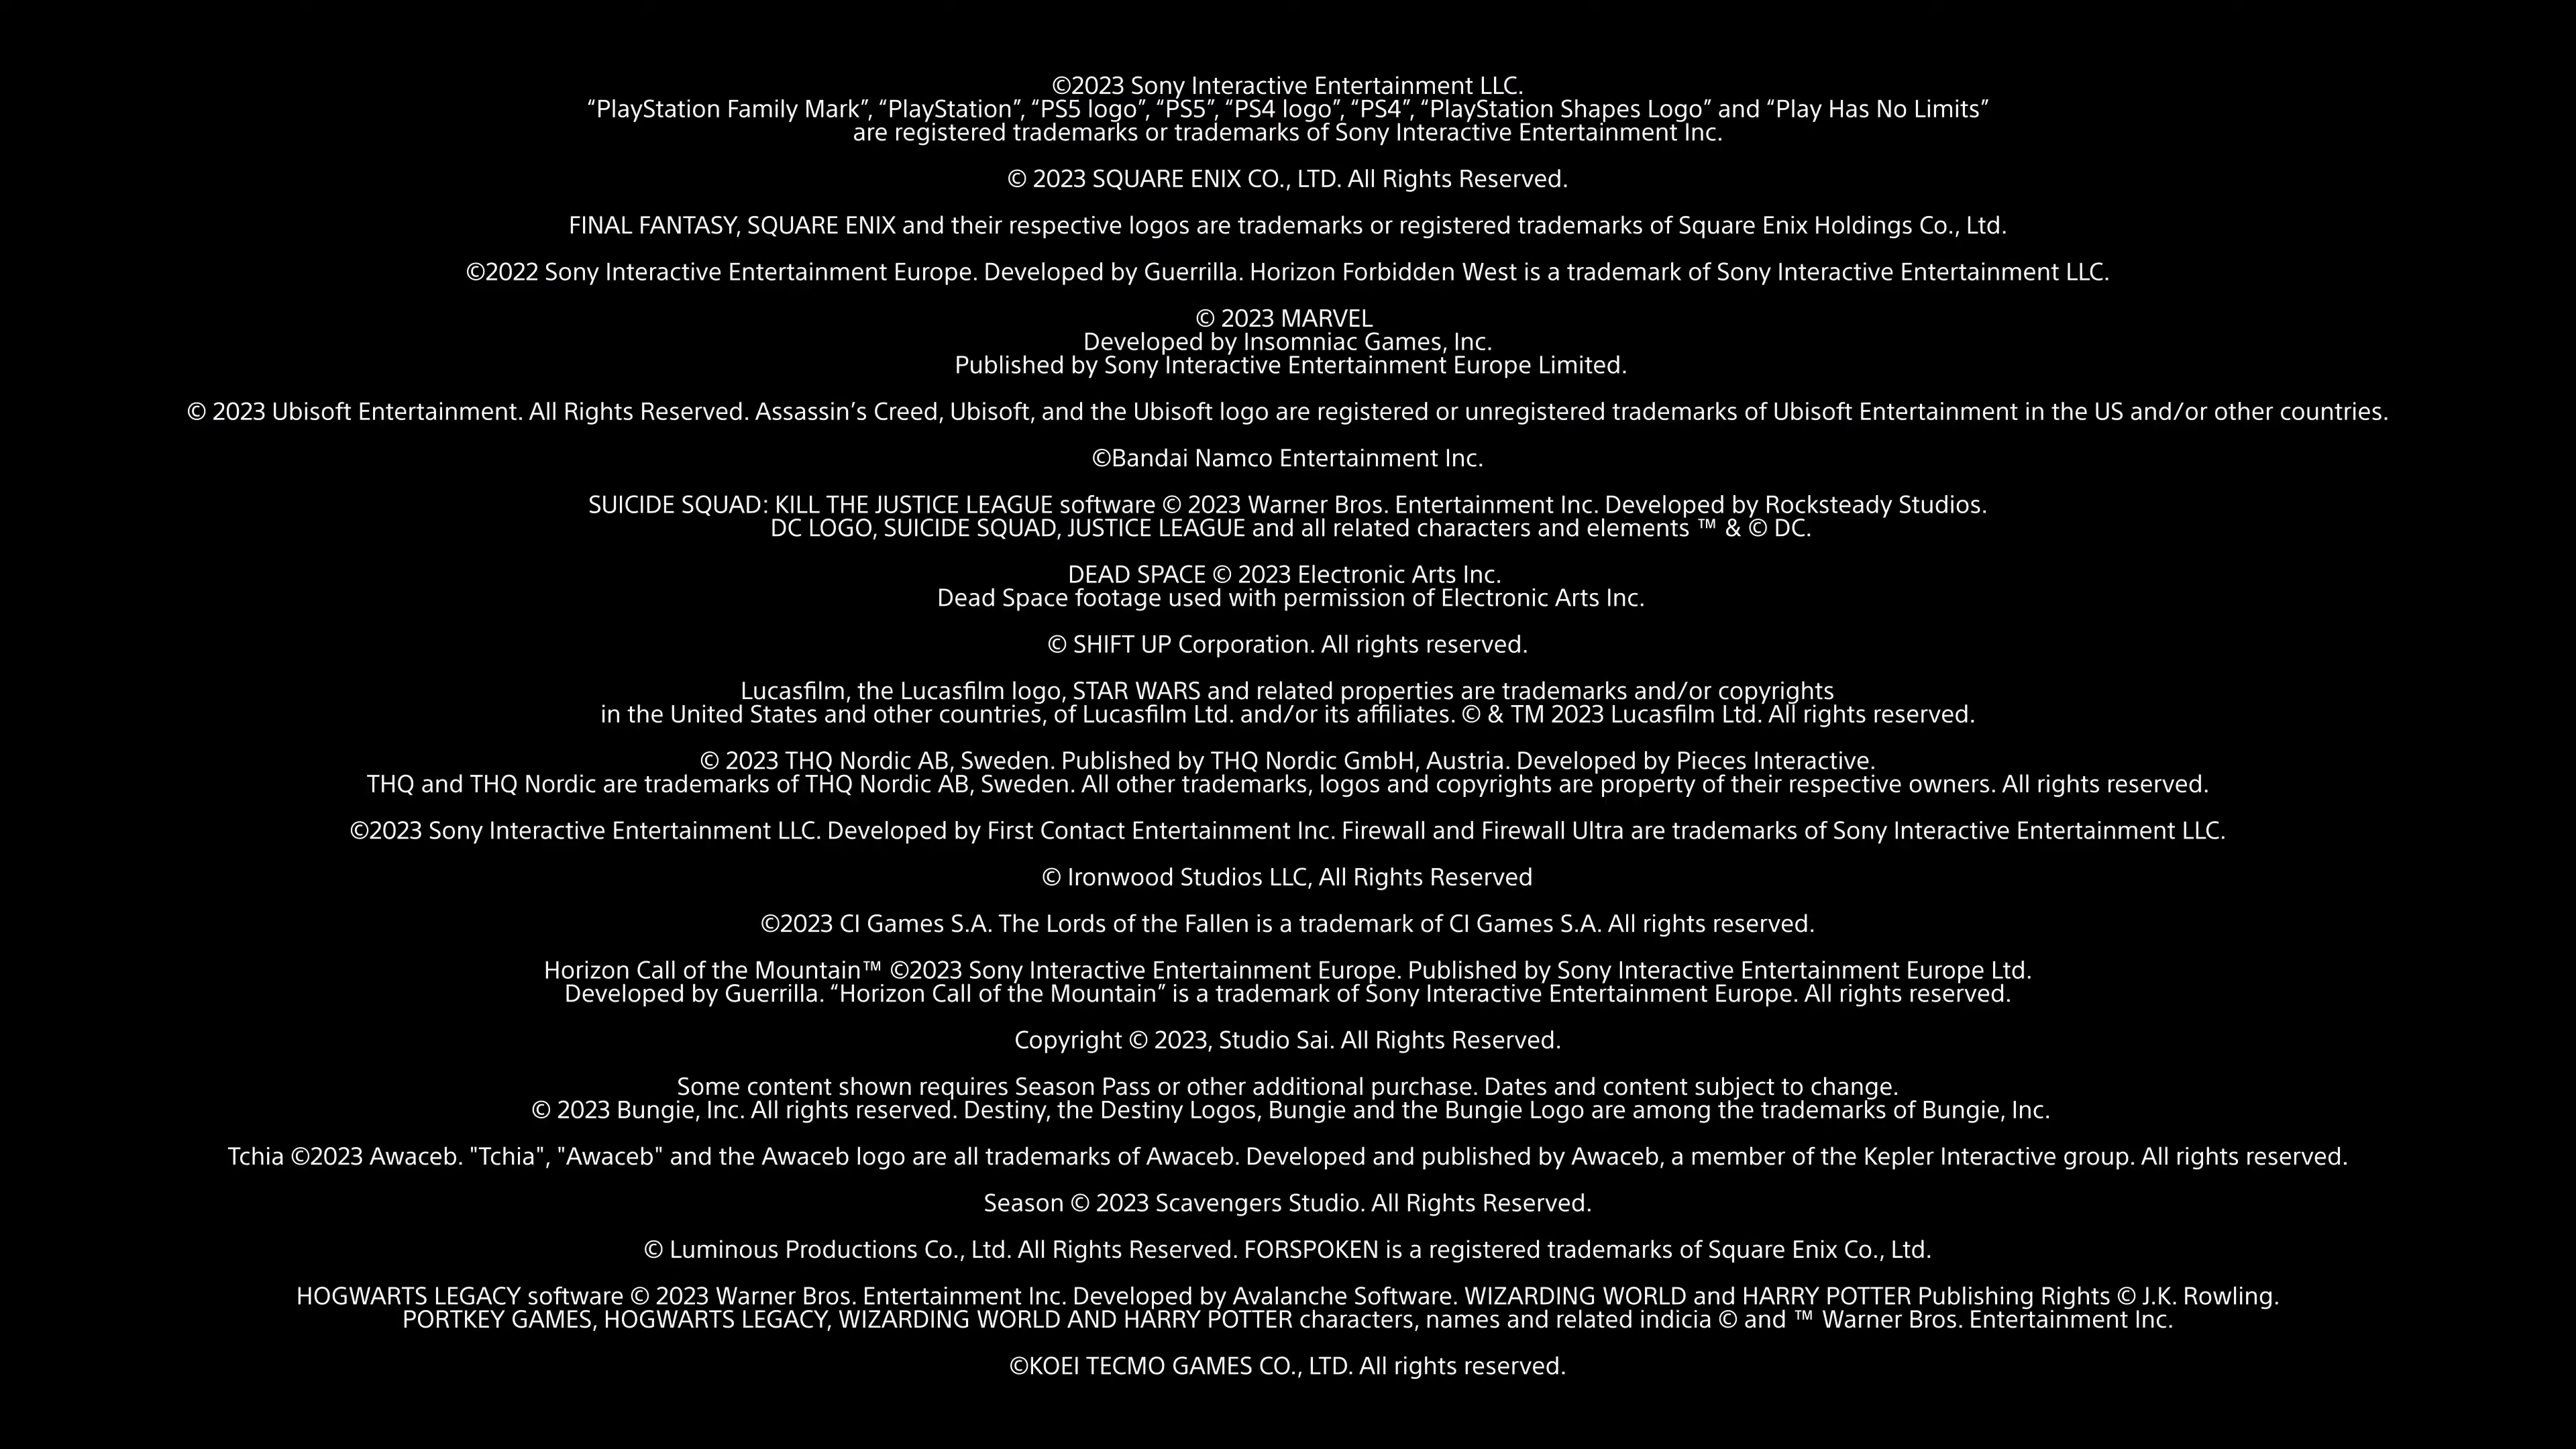 ©2023 Sony Interactive Entertainment LLC.
“PlayStation Family Mark”, “PlayStation”, “PS5 logo”, “PS5”, “PS4 logo”, “PS4”, “PlayStation Shapes Logo” and “Play Has No Limits”
are registered trademarks or trademarks of Sony Interactive Entertainment Inc.
© 2023 SQUARE ENIX CO., LTD. All Rights Reserved.
FINAL FANTASY, SQUARE ENIX and their respective logos are trademarks or registered trademarks of Square Enix Holdings Co., Ltd.
©2022 Sony Interactive Entertainment Europe. Developed by Guerrilla. Horizon Forbidden West is a trademark of Sony Interactive Entertainment LLC.
© 2023 MARVEL
Developed by Insomniac Games, Inc.
Published by Sony Interactive Entertainment Europe Limited.
© 2023 Ubisoft Entertainment. All Rights Reserved. Assassin’s Creed, Ubisoft, and the Ubisoft logo are registered or unregistered trademarks of Ubisoft Entertainment in the US and/or other countries.
©Bandai Namco Entertainment Inc.
SUICIDE SQUAD: KILL THE JUSTICE LEAGUE software © 2023 Warner Bros. Entertainment Inc. Developed by Rocksteady Studios.
DC LOGO, SUICIDE SQUAD, JUSTICE LEAGUE and all related characters and elements ™ & © DC.
DEAD SPACE © 2023 Electronic Arts Inc.
Dead Space footage used with permission of Electronic Arts Inc.
© SHIFT UP Corporation. All rights reserved.
Lucasfilm, the Lucasfilm logo, STAR WARS and related properties are trademarks and/or copyrights
in the United States and other countries, of Lucasfilm Ltd. and/or its affiliates. © & TM 2023 Lucasfilm Ltd. All rights reserved.
© 2023 THQ Nordic AB, Sweden. Published by THQ Nordic GmbH, Austria. Developed by Pieces Interactive.
THQ and THQ Nordic are trademarks of THQ Nordic AB, Sweden. All other trademarks, logos and copyrights are property of their respective owners. All rights reserved.
©2023 Sony Interactive Entertainment LLC. Developed by First Contact Entertainment Inc. Firewall and Firewall Ultra are trademarks of Sony Interactive Entertainment LLC.
© Ironwood Studios LLC, All Rights Reserved
©2023 CI Games S.A. The Lords of the Fallen is a trademark of CI Games S.A. All rights reserved.
Horizon Call of the Mountain™ ©2023 Sony Interactive Entertainment Europe. Published by Sony Interactive Entertainment Europe Ltd.
Developed by Guerrilla. “Horizon Call of the Mountain” is a trademark of Sony Interactive Entertainment Europe. All rights reserved.
Copyright © 2023, Studio Sai. All Rights Reserved.
Some content shown requires Season Pass or other additional purchase. Dates and content subject to change.
© 2023 Bungie, Inc. All rights reserved. Destiny, the Destiny Logos, Bungie and the Bungie Logo are among the trademarks of Bungie, Inc.
Tchia ©2023 Awaceb. "Tchia", "Awaceb" and the Awaceb logo are all trademarks of Awaceb. Developed and published by Awaceb, a member of the Kepler Interactive group. All rights reserved.
Season © 2023 Scavengers Studio. All Rights Reserved.
© Luminous Productions Co., Ltd. All Rights Reserved. FORSPOKEN is a registered trademarks of Square Enix Co., Ltd.
HOGWARTS LEGACY software © 2023 Warner Bros. Entertainment Inc. Developed by Avalanche Software. WIZARDING WORLD and HARRY POTTER Publishing Rights © J.K. Rowling.
PORTKEY GAMES, HOGWARTS LEGACY, WIZARDING WORLD AND HARRY POTTER characters, names and related indicia © and ™ Warner Bros. Entertainment Inc.
©KOEI TECMO GAMES CO., LTD. All rights reserved.